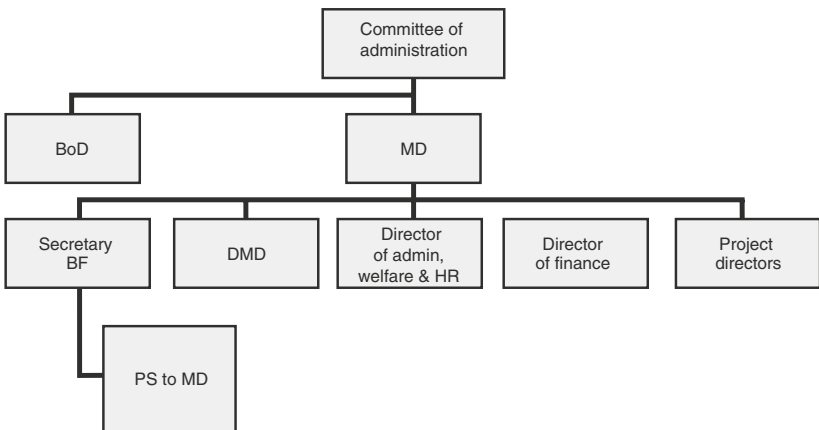 Committee of
administration
BoD
MD
Secretary
BF
DMD
Director
of admin,
welfare & HR
Director
of finance
Project
directors
PS to MD